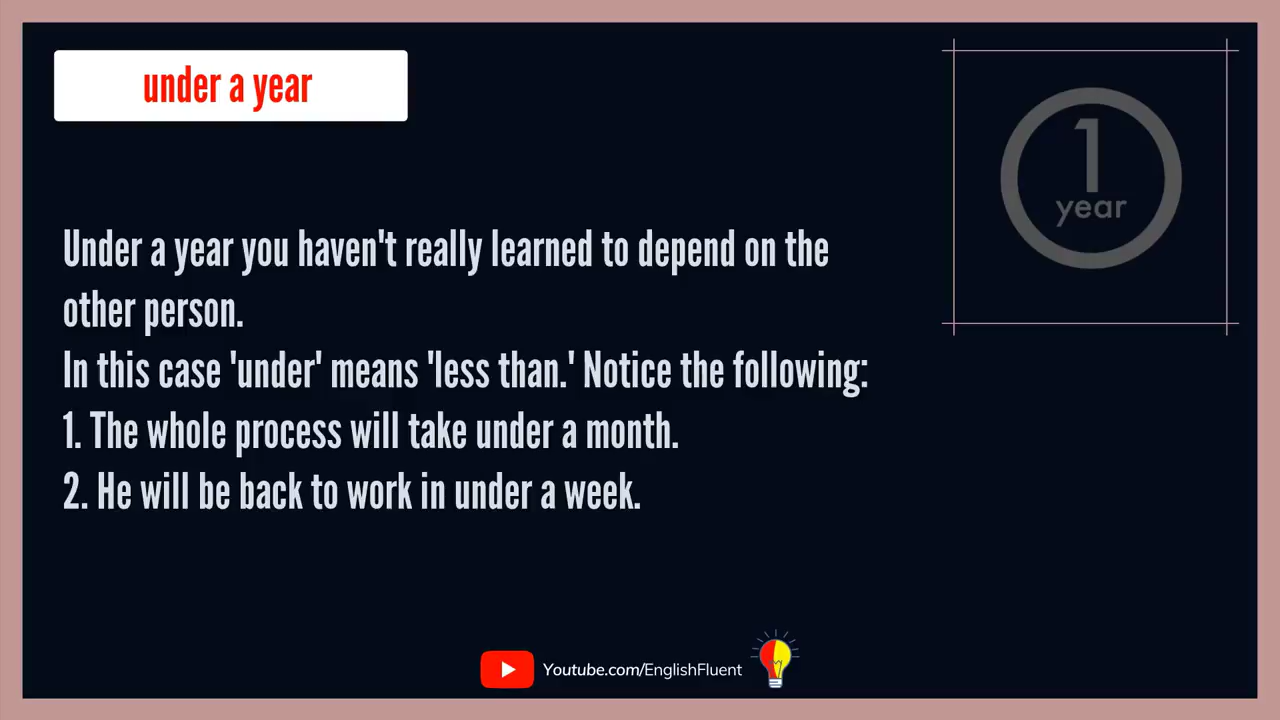 under a year
1
year
Under a year you haven't really learned to depend on the
other person.
In this case 'under' means 'less than.' Notice the following:
1. The whole process will take under a month.
2. He will be back to work in under a week.
Youtube.com/EnglishFluent